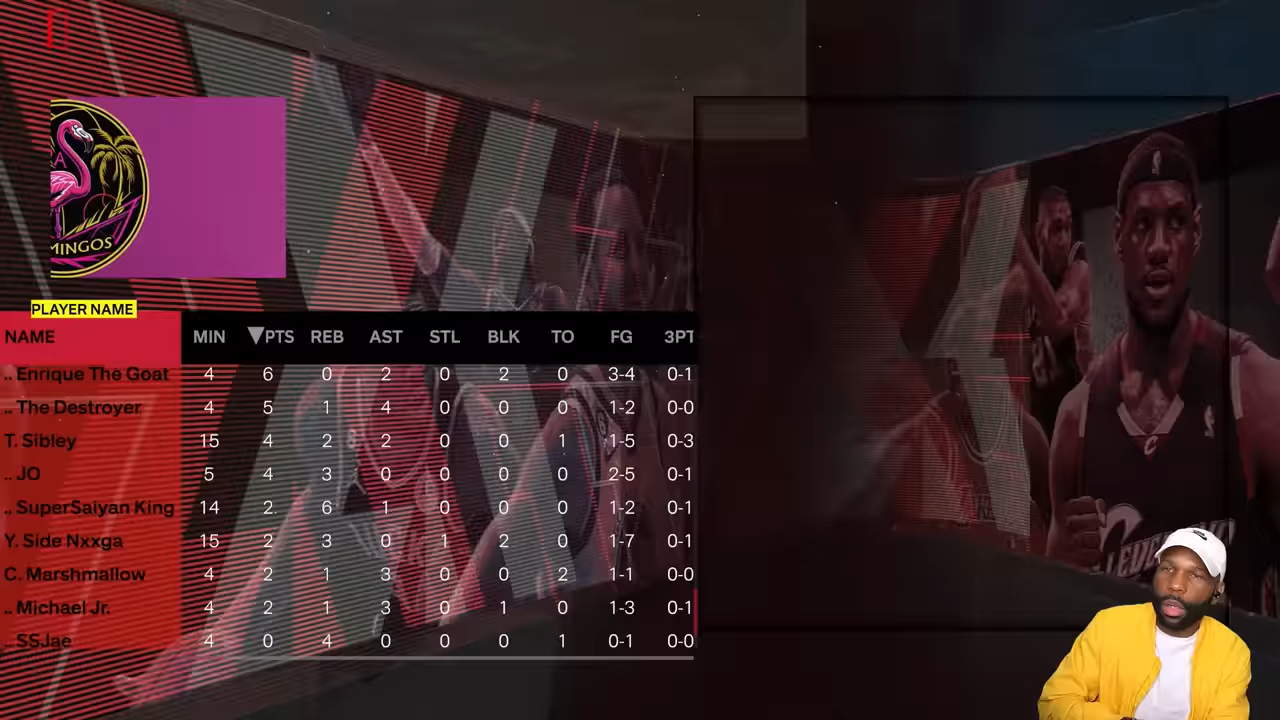 A
MINGOS
PLAYER NAME
NAME MIN ▼PTS REB AST STL BLK TO FG 3PT
.. Enrique The Goat 4 6 0 2 0 2 0 3-4 0-1
.. The Destroyer 4 5 1 4 0 0 0 1-2 0-0
T. Sibley 15 4 2 2 0 0 1 1-5 0-3
.. JO 5 4 3 0 0 0 0 2-5 0-1
.. SuperSaiyan King 14 2 6 1 0 0 0 1-2 0-1
Y. Side Nxxga 15 2 3 0 1 2 0 1-7 0-1
C. Marshmallow 4 2 1 3 0 0 2 1-1 0-0
.. Michael Jr. 4 2 1 3 0 1 0 1-3 0-1
.. SSJae 4 0 4 0 0 0 1 0-1 0-0